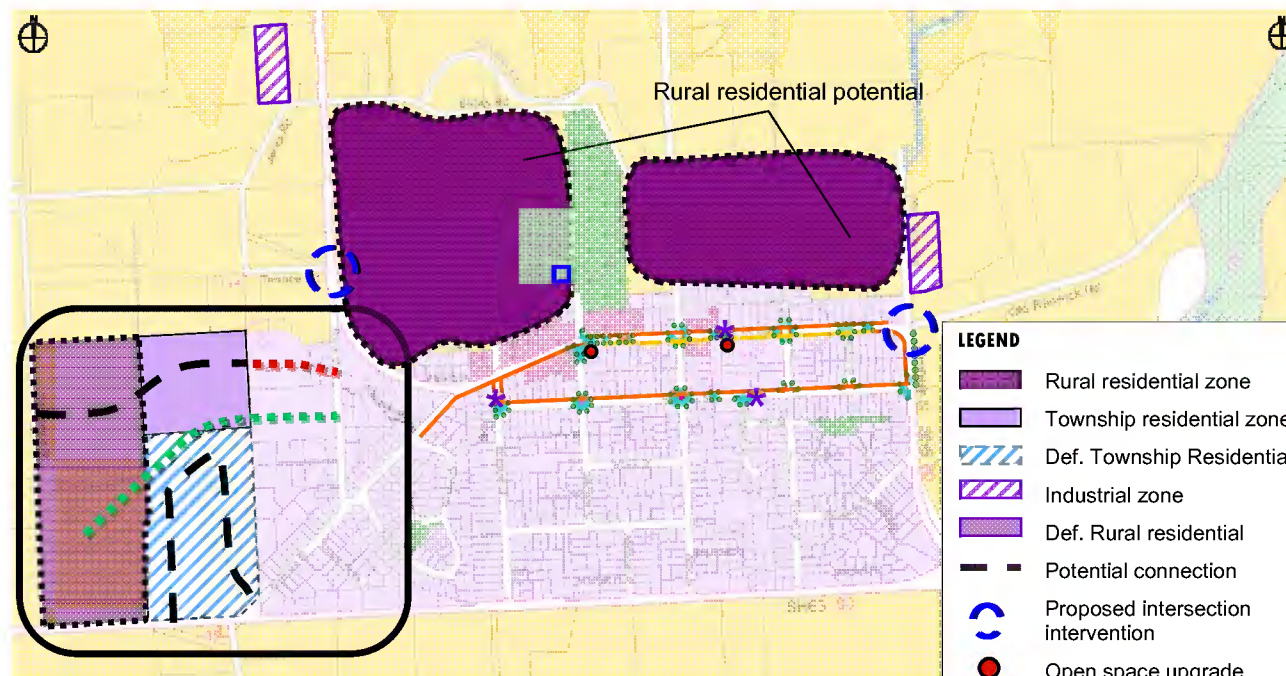 N
N
Rural residential potential
LEGEND
Rural residential zone
Township residential zone
Def. Township Residential
Industrial zone
Def. Rural residential
Potential connection
Proposed intersection
intervention
Open space upgrade